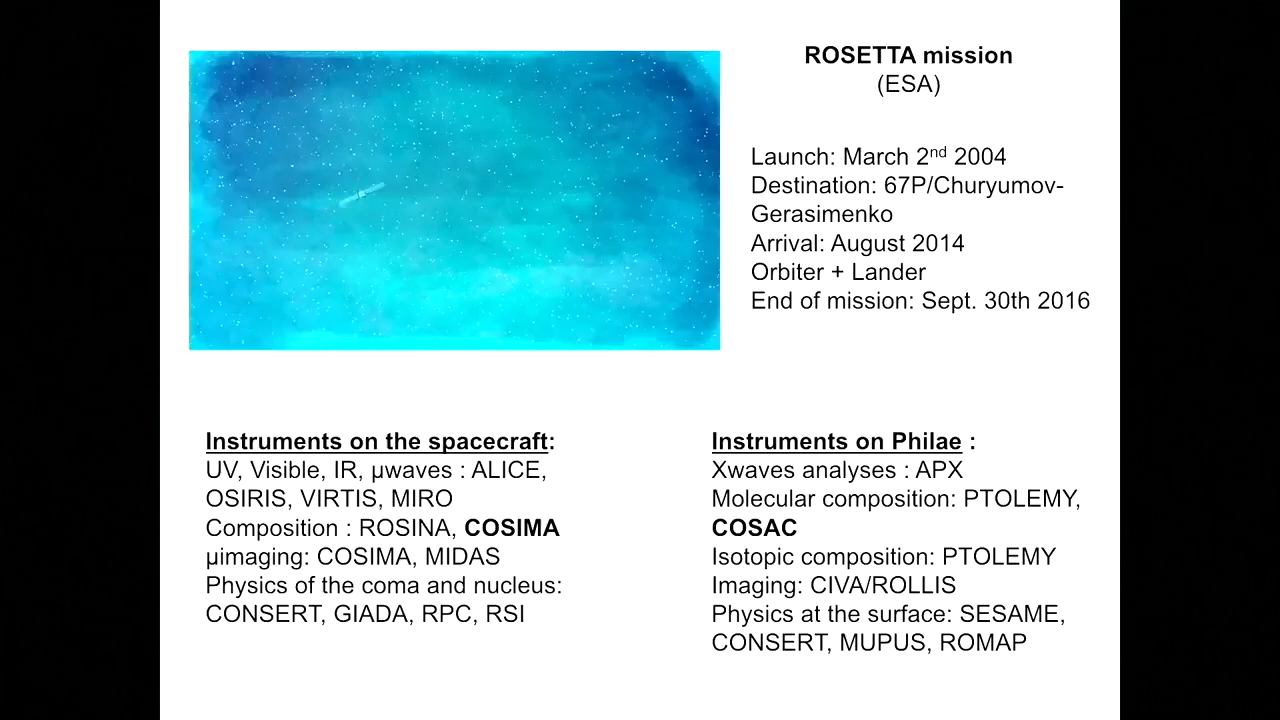 ROSETTA mission
(ESA)
Launch: March 2nd 2004
Destination: 67P/Churyumov-
Gerasimenko
Arrival: August 2014
Orbiter + Lander
End of mission: Sept. 30th 2016
Instruments on the spacecraft:
UV, Visible, IR, µwaves : ALICE,
OSIRIS, VIRTIS, MIRO
Composition : ROSINA, COSIMA
µimaging: COSIMA, MIDAS
Physics of the coma and nucleus:
CONSERT, GIADA, RPC, RSI
Instruments on Philae :
Xwaves analyses : APX
Molecular composition: PTOLEMY,
COSAC
Isotopic composition: PTOLEMY
Imaging: CIVA/ROLLIS
Physics at the surface: SESAME,
CONSERT, MUPUS, ROMAP